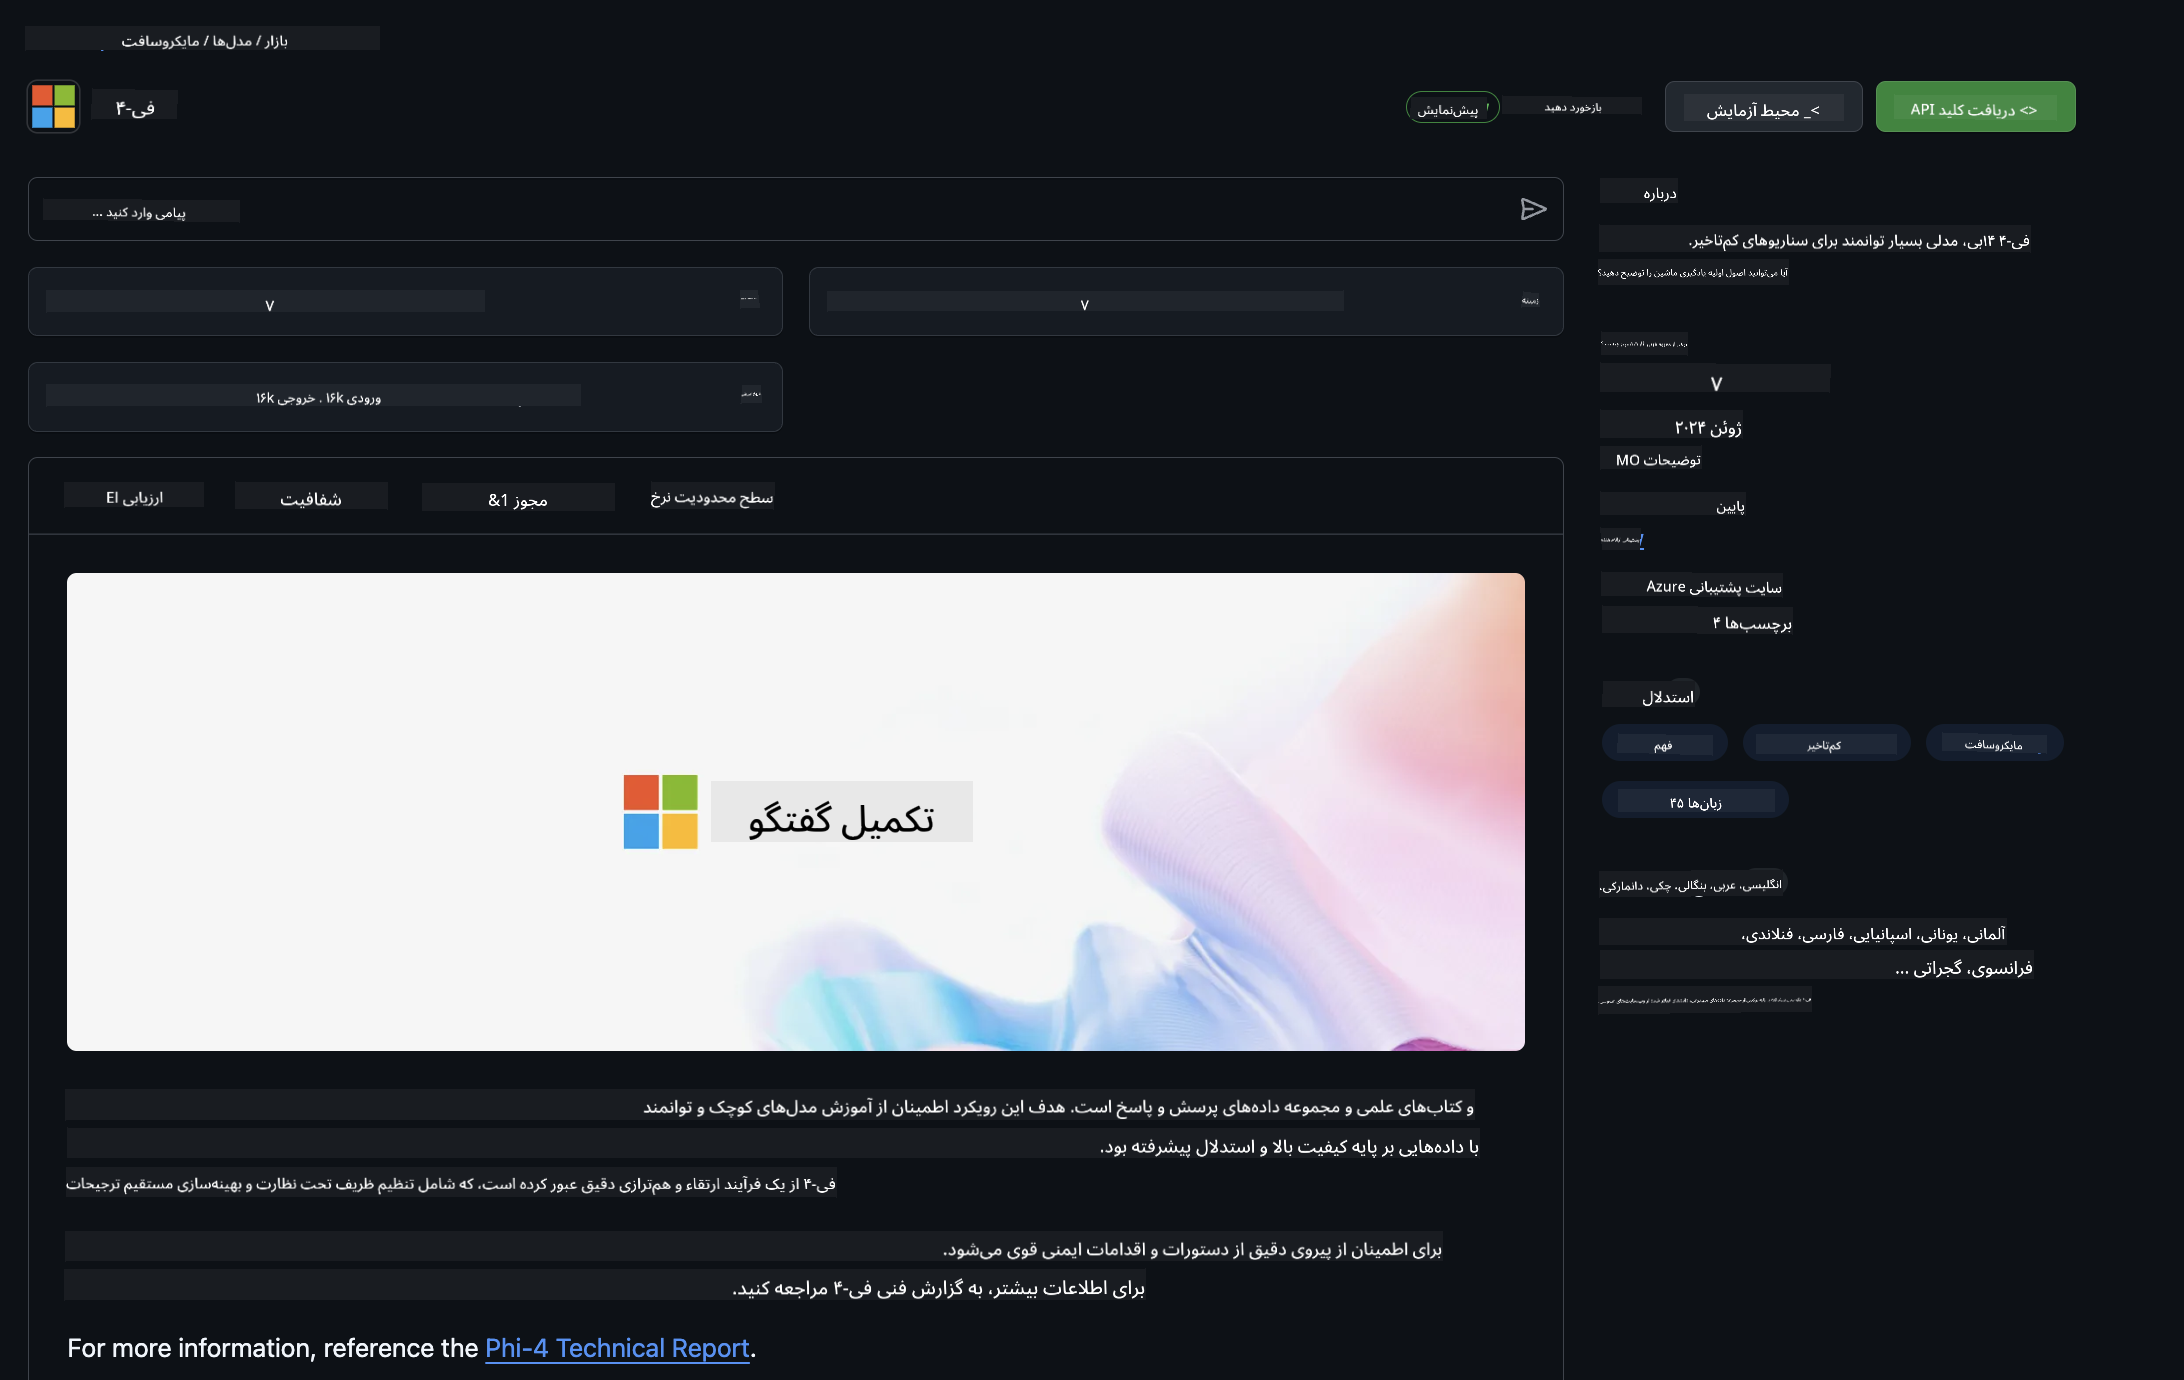 بازار / مدل‌ها / مایکروسافت
فی-۴
پیش‌نمایش
بازخورد دهید
>_ محیط آزمایش
<> دریافت کلید API
پیامی وارد کنید ...
۷
۷
زمینه
ورودی ۱۶k . خروجی ۱۶k
ارزیابی EI
شفافیت
مجوز 1&
سطح محدودیت نرخ
تکمیل گفتگو
و کتاب‌های علمی و مجموعه داده‌های پرسش و پاسخ است. هدف این رویکرد اطمینان از آموزش مدل‌های کوچک و توانمند
با داده‌هایی بر پایه کیفیت بالا و استدلال پیشرفته بود.
فی-۴ از یک فرآیند ارتقاء و هم‌ترازی دقیق عبور کرده است، که شامل تنظیم ظریف تحت نظارت و بهینه‌سازی مستقیم ترجیحات
برای اطمینان از پیروی دقیق از دستورات و اقدامات ایمنی قوی می‌شود.
برای اطلاعات بیشتر، به گزارش فنی فی-۴ مراجعه کنید.
For more information, reference the Phi-4 Technical Report.
درباره
فی-۴ ۱۴بی، مدلی بسیار توانمند برای سناریوهای کم‌تاخیر.
آیا می‌توانید اصول اولیه یادگیری ماشین را توضیح دهید؟
۷
ژوئن ۲۰۲۴
توضیحات MO
پایین
سایت پشتیبانی Azure
برچسب‌ها ۴
استدلال
فهم
کم‌تاخیر
مایکروسافت
زبان‌ها ۴۵
انگلیسی، عربی، بنگالی، چکی، دانمارکی،
آلمانی، یونانی، اسپانیایی، فارسی، فنلاندی،
فرانسوی، گجراتی ...